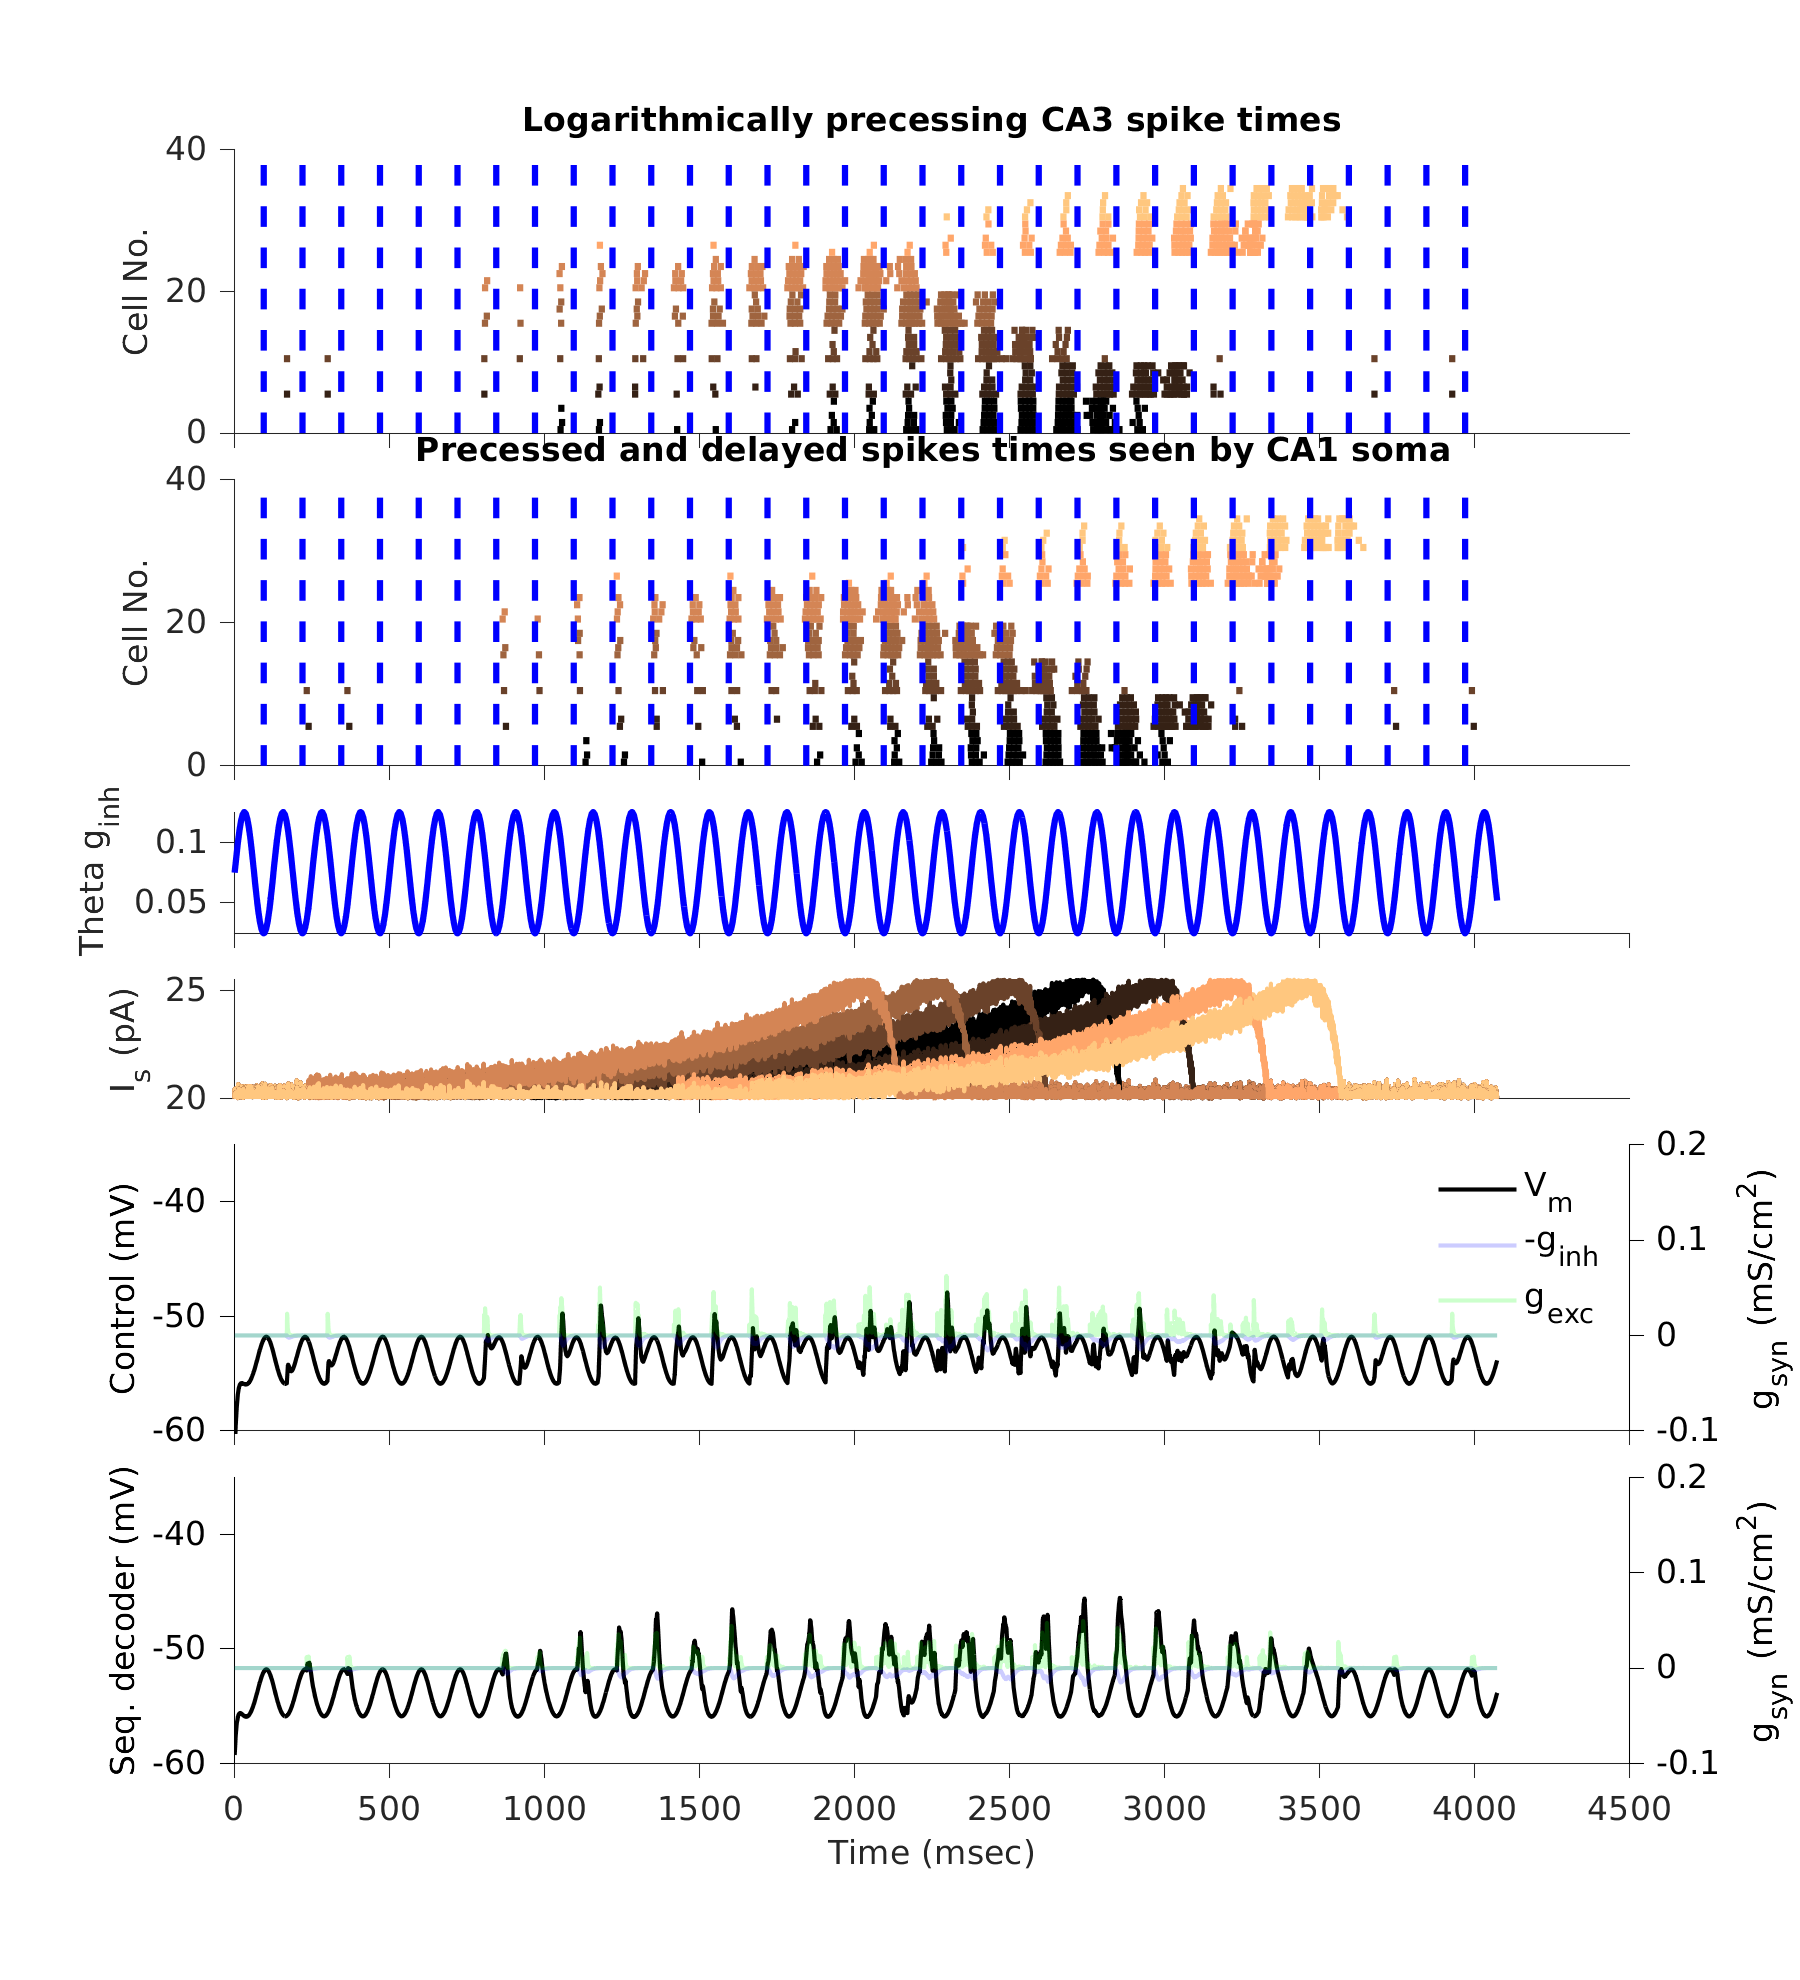 Logarithmically precessing CA3 spike times
40
20
0
Cell No.
Precessed and delayed spikes times seen by CA1 soma
40
20
0
Cell No.
0.1
0.05
Theta g_inh
25
20
I_s (pA)
-40
-50
-60
Control (mV)
V_m
-g_inh
g_exc
0.2
0.1
0
-0.1
g_syn (mS/cm^2)
-40
-50
-60
Seq. decoder (mV)
0.2
0.1
0
-0.1
g_syn (mS/cm^2)
0 500 1000 1500 2000 2500 3000 3500 4000 4500
Time (msec)